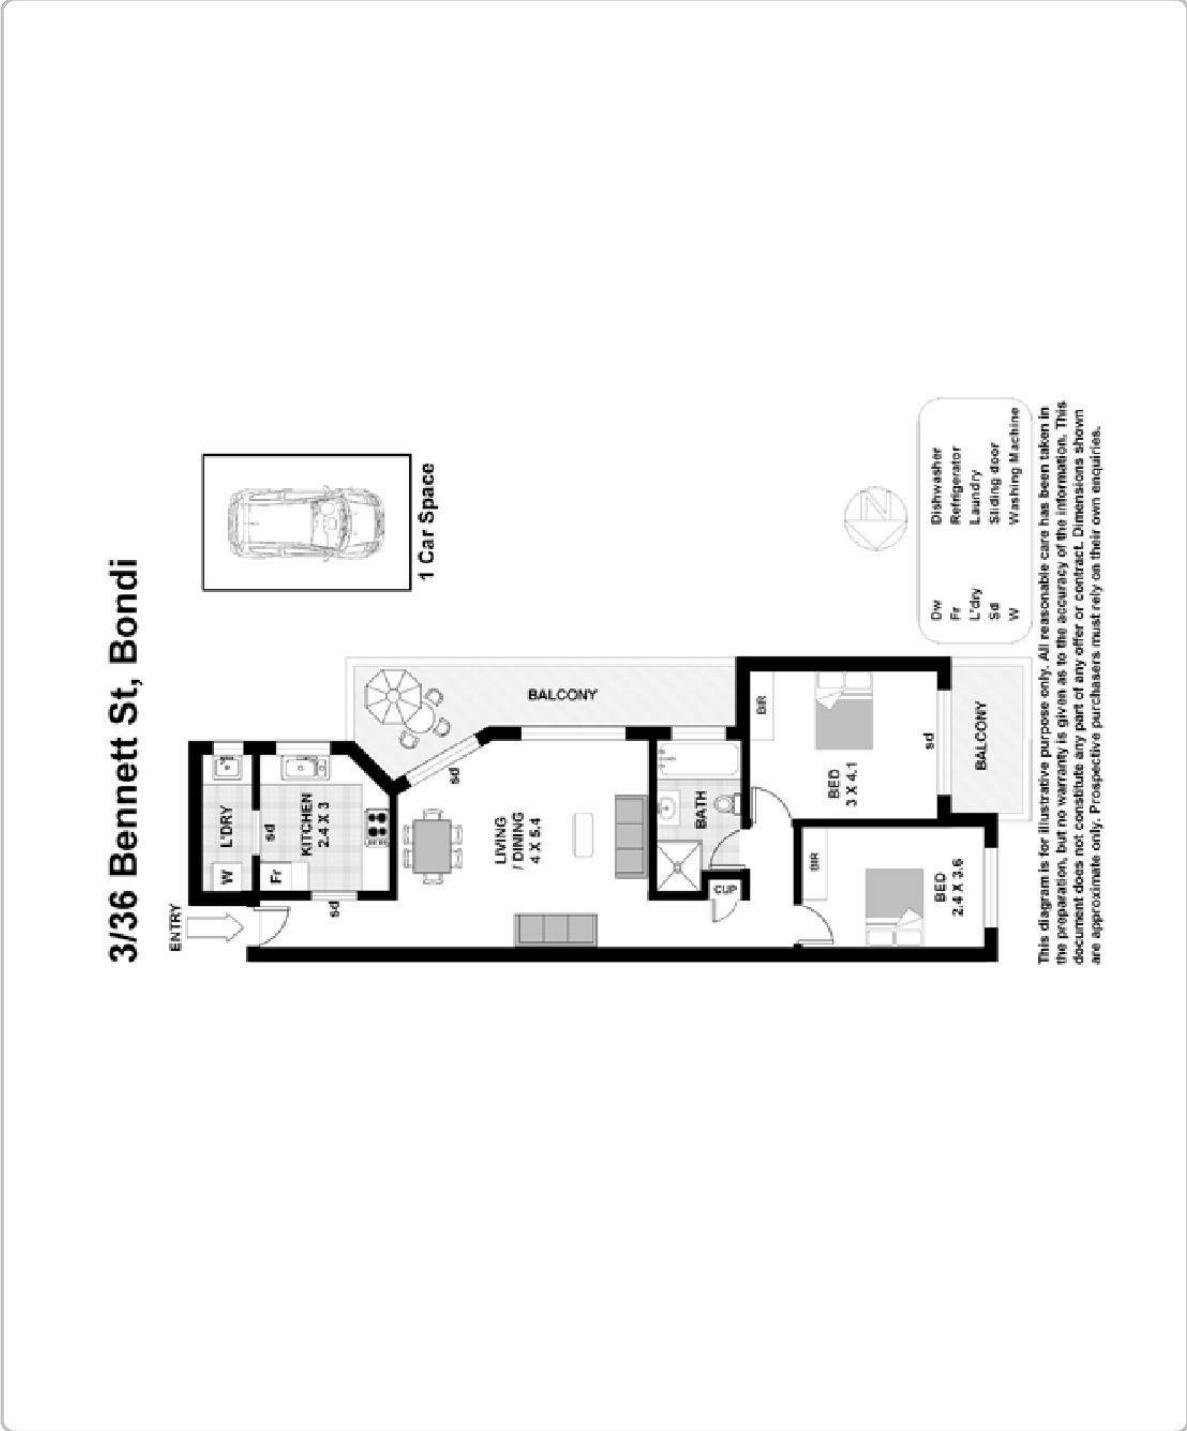 3/36 Bennett St, Bondi
ENTRY
W
L'DRY
sd
Fr
KITCHEN
2.4 X 3
sd
sd
LIVING
/ DINING
4 X 5.4
BALCONY
BATH
CUP
BIR
BED
3 X 4.1
sd
BALCONY
BIR
BED
2.4 X 3.6
1 Car Space
N
Dw Dishwasher
Fr Refrigerator
L'dry Laundry
Sd Sliding door
W Washing Machine
This diagram is for illustrative purpose only. All reasonable care has been taken in
the preparation, but no warranty is given as to the accuracy of the information. This
document does not constitute any part of any offer or contract. Dimensions shown
are approximate only. Prospective purchasers must rely on their own enquiries.